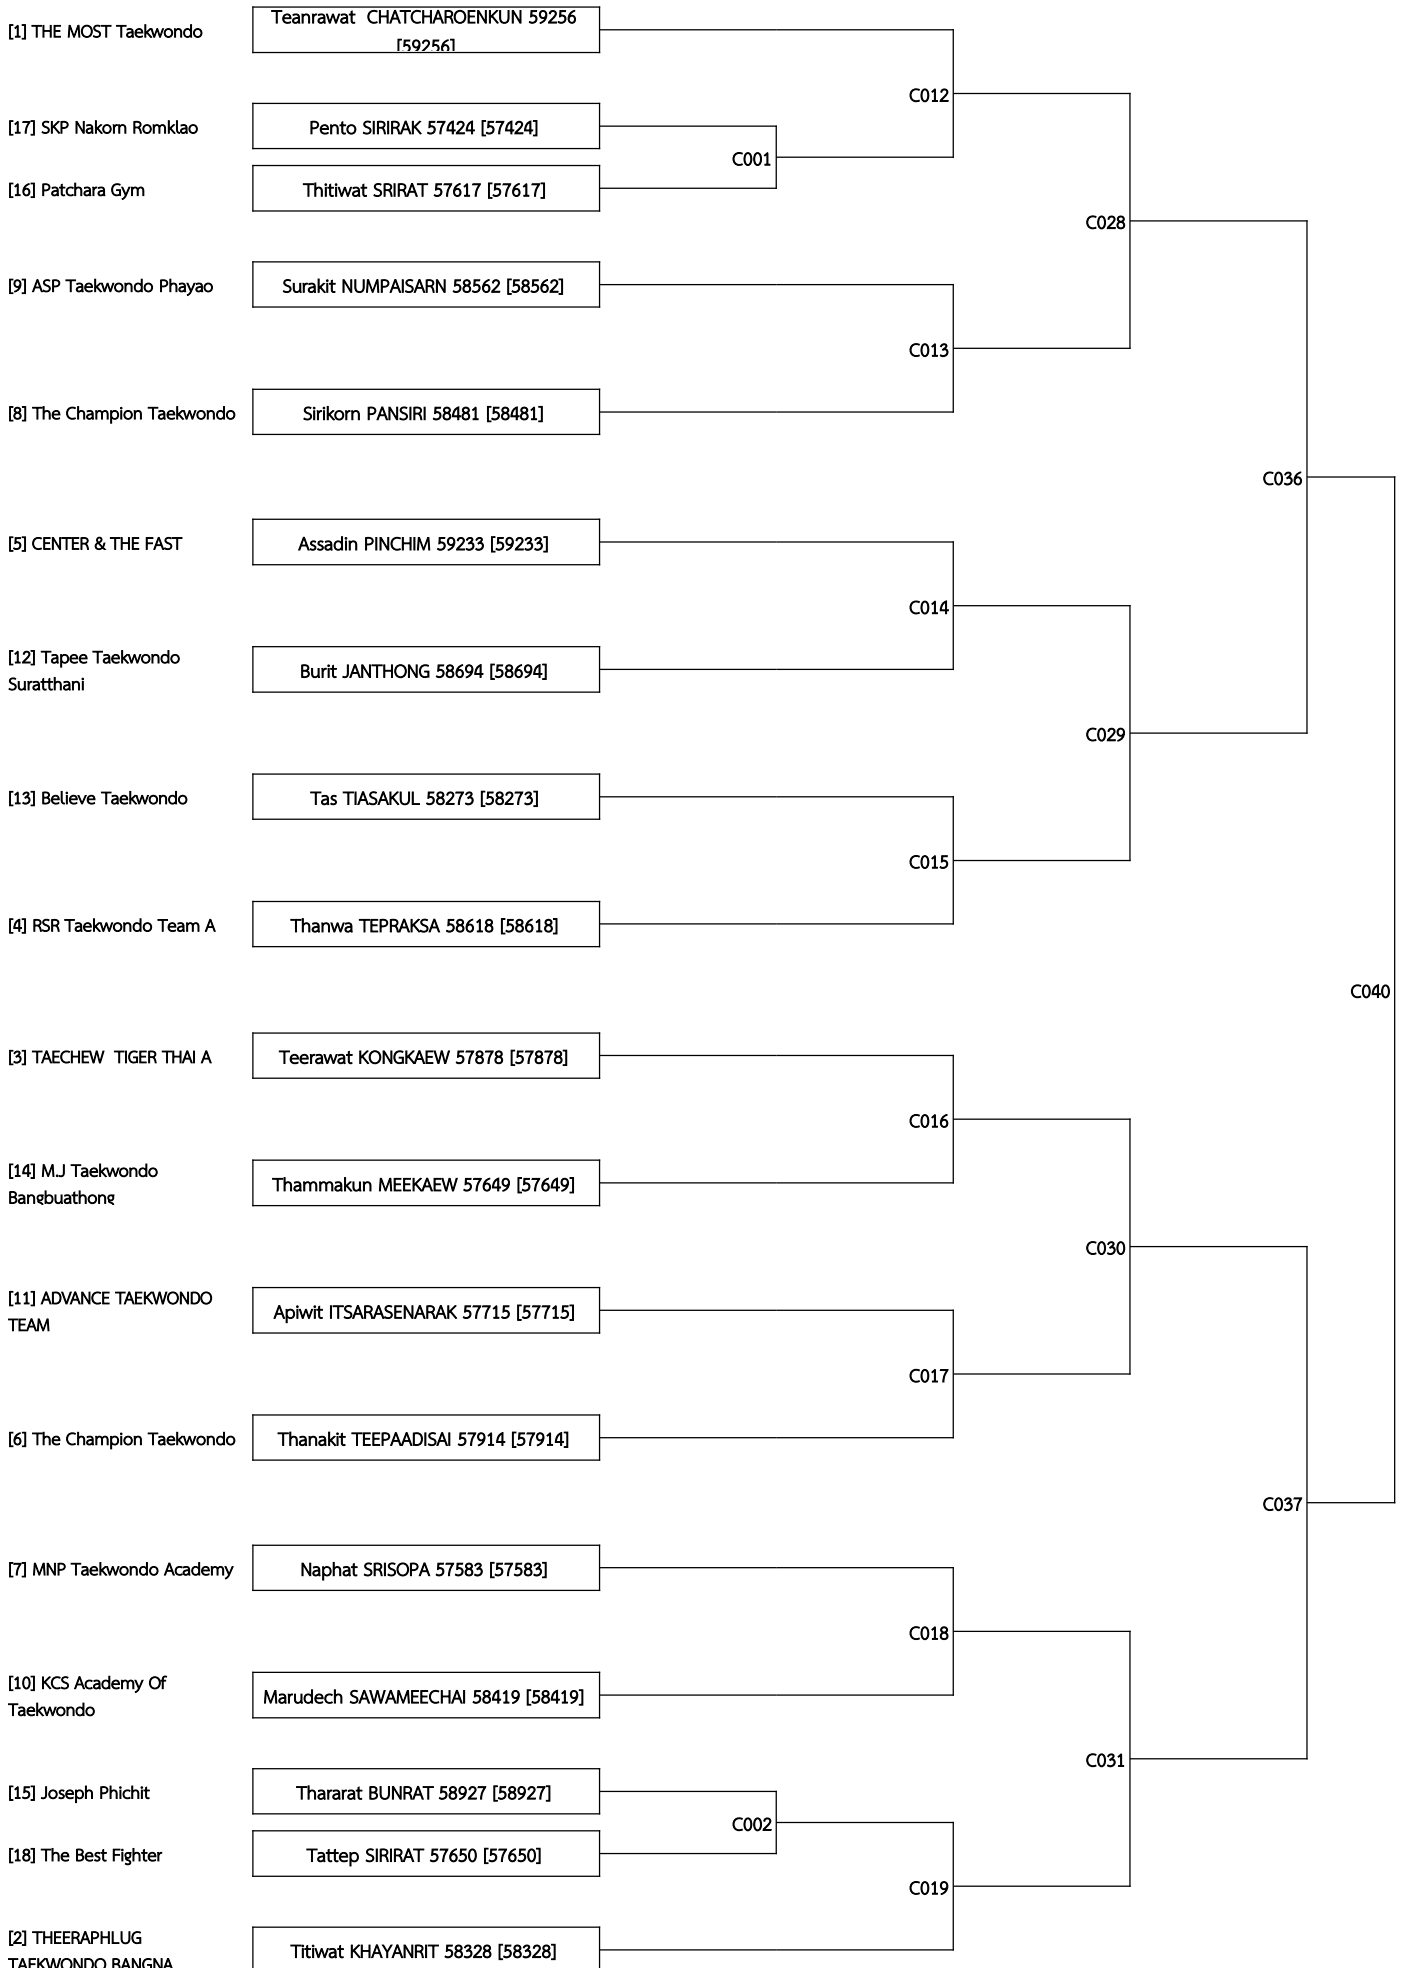 [1] THE MOST Taekwondo
Teanrawat  CHATCHAROENKUN 59256
[59256]
C012
[17] SKP Nakorn Romklao
Pento SIRIRAK 57424 [57424]
C001
[16] Patchara Gym
Thitiwat SRIRAT 57617 [57617]
C028
[9] ASP Taekwondo Phayao
Surakit NUMPAISARN 58562 [58562]
C013
[8] The Champion Taekwondo
Sirikorn PANSIRI 58481 [58481]
C036
[5] CENTER & THE FAST
Assadin PINCHIM 59233 [59233]
C014
[12] Tapee Taekwondo
Suratthani
Burit JANTHONG 58694 [58694]
C029
[13] Believe Taekwondo
Tas TIASAKUL 58273 [58273]
C015
[4] RSR Taekwondo Team A
Thanwa TEPRAKSA 58618 [58618]
C040
[3] TAECHEW  TIGER THAI A
Teerawat KONGKAEW 57878 [57878]
C016
[14] M.J Taekwondo
Bangbuathong
Thammakun MEEKAEW 57649 [57649]
C030
[11] ADVANCE TAEKWONDO
TEAM
Apiwit ITSARASENARAK 57715 [57715]
C017
[6] The Champion Taekwondo
Thanakit TEEPAADISAI 57914 [57914]
C037
[7] MNP Taekwondo Academy
Naphat SRISOPA 57583 [57583]
C018
[10] KCS Academy Of
Taekwondo
Marudech SAWAMEECHAI 58419 [58419]
C031
[15] Joseph Phichit
Thararat BUNRAT 58927 [58927]
C002
[18] The Best Fighter
Tattep SIRIRAT 57650 [57650]
C019
[2] THEERAPHLUG
TAEKWONDO BANGNA
Titiwat KHAYANRIT 58328 [58328]